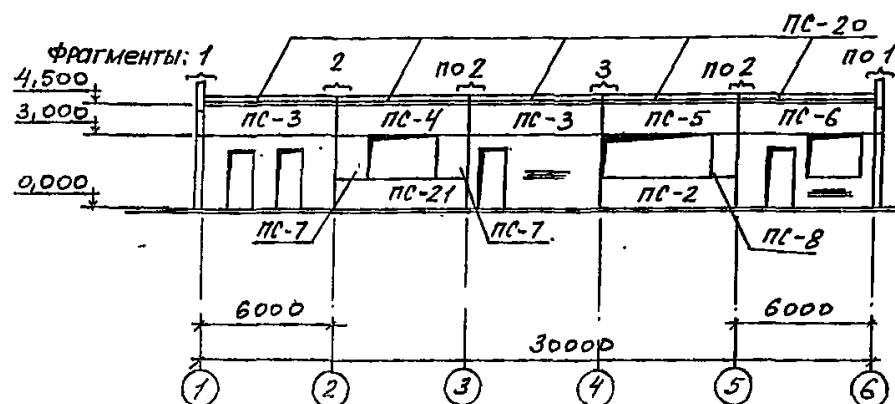 ПС-20
Фрагменты: 1
2
по 2
3
по 2
по 1
4,500
3,000
0,000
ПС-3
ПС-4
ПС-3
ПС-5
ПС-6
ПС-21
ПС-2
ПС-7
ПС-7
ПС-8
6000
6000
30000
1
2
3
4
5
6